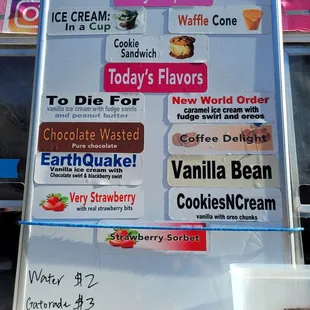 ICE CREAM:
In a Cup
Waffle Cone
Cookie
Sandwich
Today's Flavors
To Die For
vanilla ice cream with fudge swirls
and peanut butter
New World Order
caramel ice cream with
fudge swirl and oreos
Chocolate Wasted
Pure chocolate
Coffee Delight
EarthQuake!
Vanilla ice cream with
Chocolate swirl & blackberry swirl
Vanilla Bean
Very Strawberry
with real strawberry bits
CookiesNCream
vanilla with oreo chunks
Strawberry Sorbet
Water $2
Gatorade $3